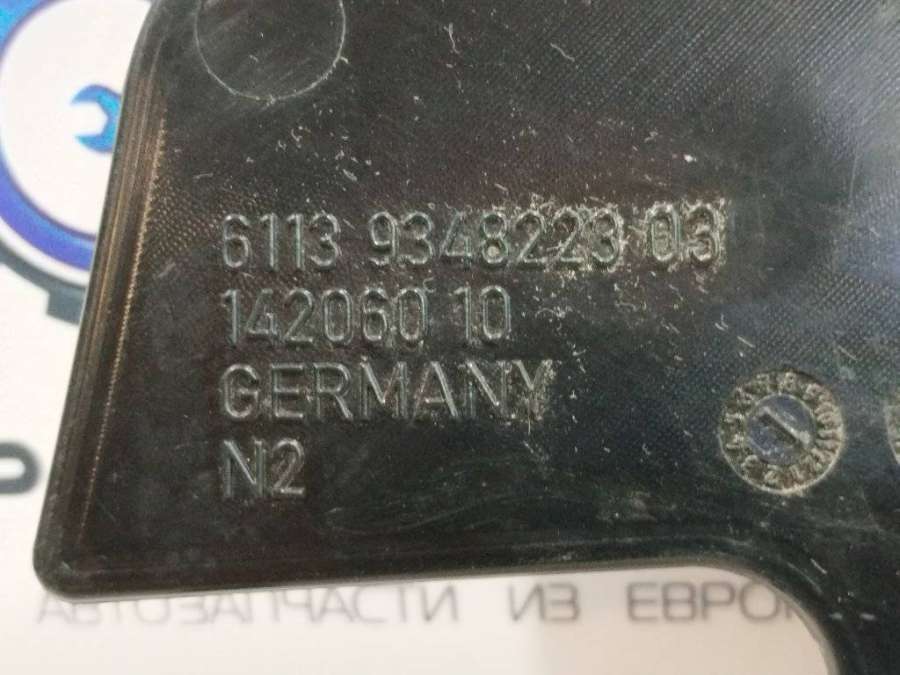 6113 9348223 03
142060 10
GERMANY
N2
АВТОЗАПЧАСТИ ИЗ ЕВРОП